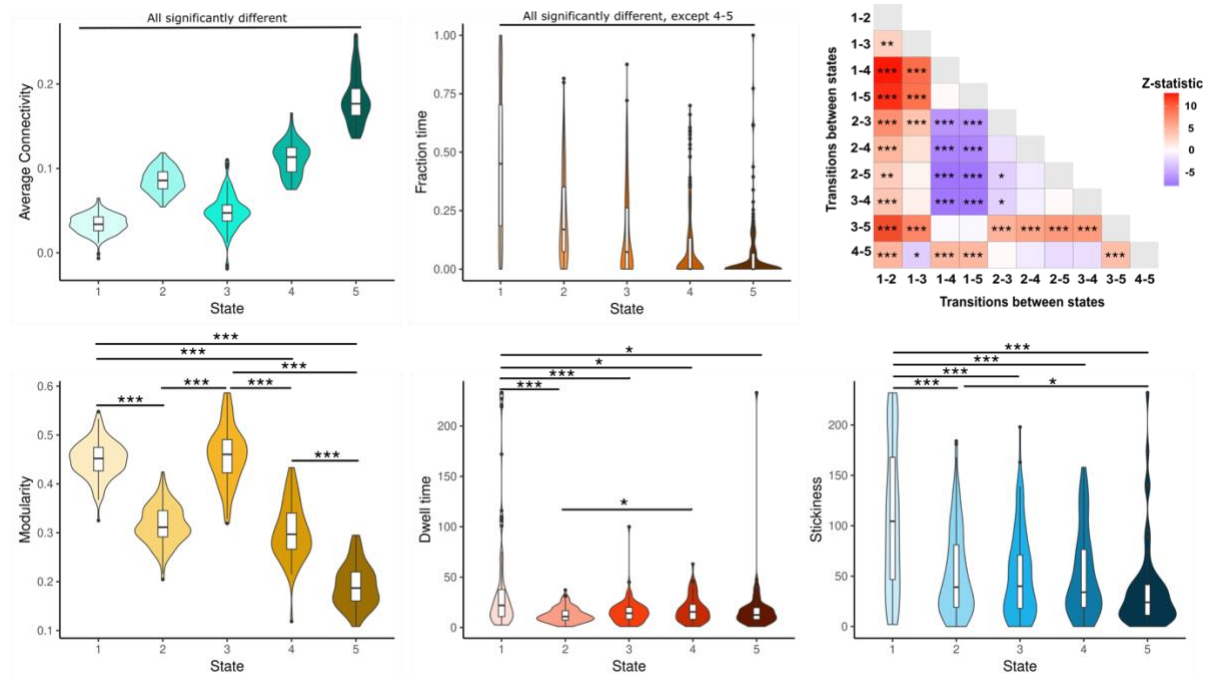 All significantly different
Average Connectivity
0.2
0.1
0.0
1 2 3 4 5
State
All significantly different, except 4-5
Fraction time
1.00
0.75
0.50
0.25
0.00
1 2 3 4 5
State
Transitions between states
1-2
1-3 **
1-4 *** ***
1-5 *** ***
2-3 *** *** *** ***
2-4 *** *** ***
2-5 ** *** *** *
3-4 *** *** *** *
3-5 *** *** *** *** *** ***
4-5 *** * *** *** ***
1-2 1-3 1-4 1-5 2-3 2-4 2-5 3-4 3-5 4-5
Transitions between states
Z-statistic
10
5
0
-5
***
***
***
*** ***
***
***
Modularity
0.6
0.5
0.4
0.3
0.2
0.1
1 2 3 4 5
State
*
*
***
***
*
Dwell time
200
150
100
50
0
1 2 3 4 5
State
***
***
***
*** *
Stickiness
200
150
100
50
0
1 2 3 4 5
State